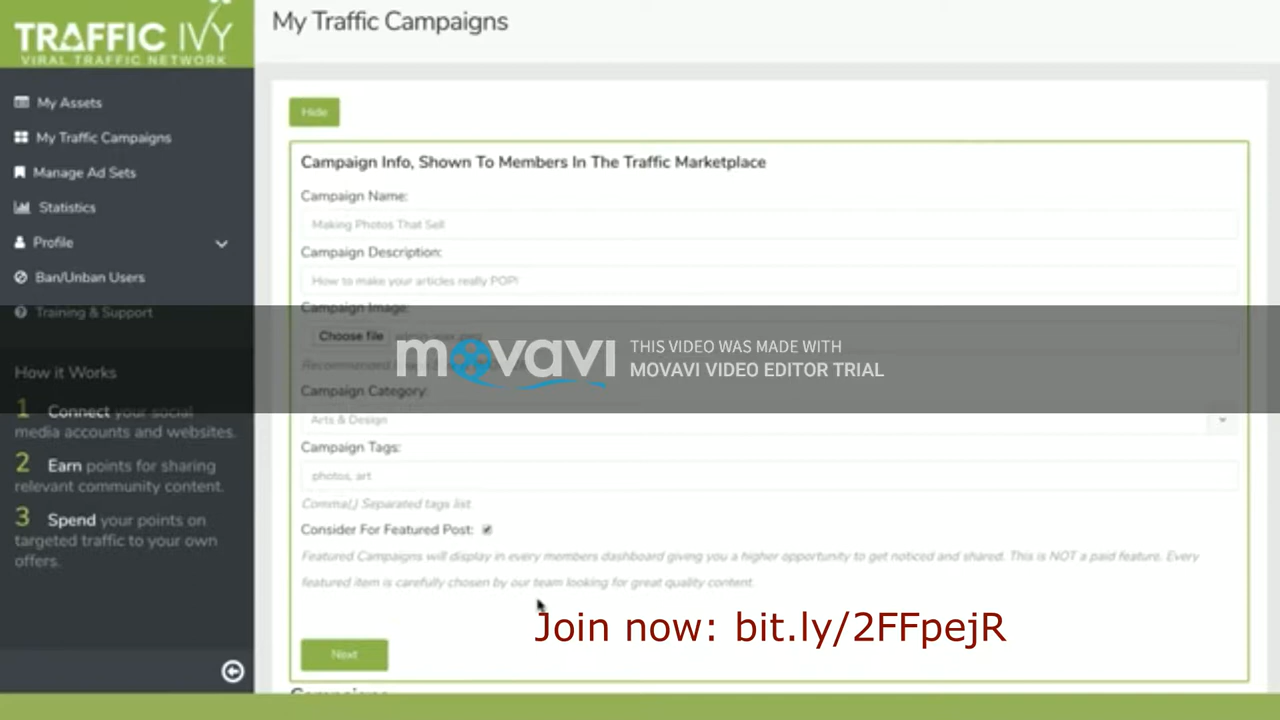 TRAFFIC IVY
VIRAL TRAFFIC NETWORK
My Traffic Campaigns
My Assets
My Traffic Campaigns
Manage Ad Sets
Statistics
Profile
Ban/Unban Users
Training & Support
How it Works
1 Connect your social
media accounts and websites.
2 Earn points for sharing
relevant community content.
3 Spend your points on
targeted traffic to your own
offers.
Hide
Campaign Info, Shown To Members In The Traffic Marketplace
Campaign Name:
Making Photos That Sell
Campaign Description:
How to make your articles really POP!
Campaign Image:
Choose file
Recommended
movavi
THIS VIDEO WAS MADE WITH
MOVAVI VIDEO EDITOR TRIAL
Campaign Category:
Arts & Design
Campaign Tags:
photos, art
Comma(,) Separated tags list.
Consider For Featured Post:
Featured Campaigns will display in every members dashboard giving you a higher opportunity to get noticed and shared. This is NOT a paid feature. Every
featured item is carefully chosen by our team looking for great quality content.
Join now: bit.ly/2FFpejR
Next
Campaigns